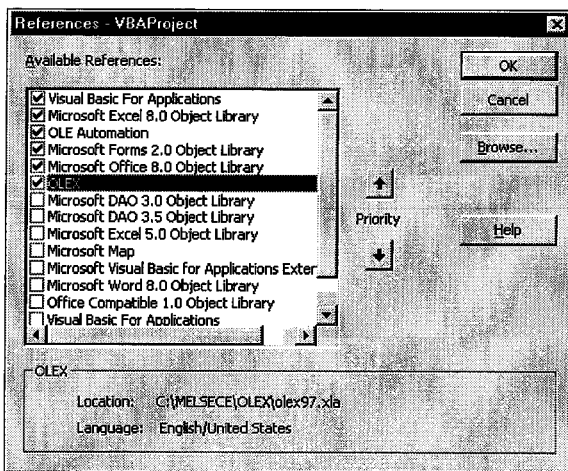 References - VBAProject
Available References:
Visual Basic For Applications
Microsoft Excel 8.0 Object Library
OLE Automation
Microsoft Forms 2.0 Object Library
Microsoft Office 8.0 Object Library
OLEX
Microsoft DAO 3.0 Object Library
Microsoft DAO 3.5 Object Library
Microsoft Excel 5.0 Object Library
Microsoft Map
Microsoft Visual Basic for Applications Exter
Microsoft Word 8.0 Object Library
Office Compatible 1.0 Object Library
Visual Basic For Applications
Priority
OK
Cancel
Browse...
Help
OLEX
Location: C:\MELSECE\OLEX\olex97.xla
Language: English/United States